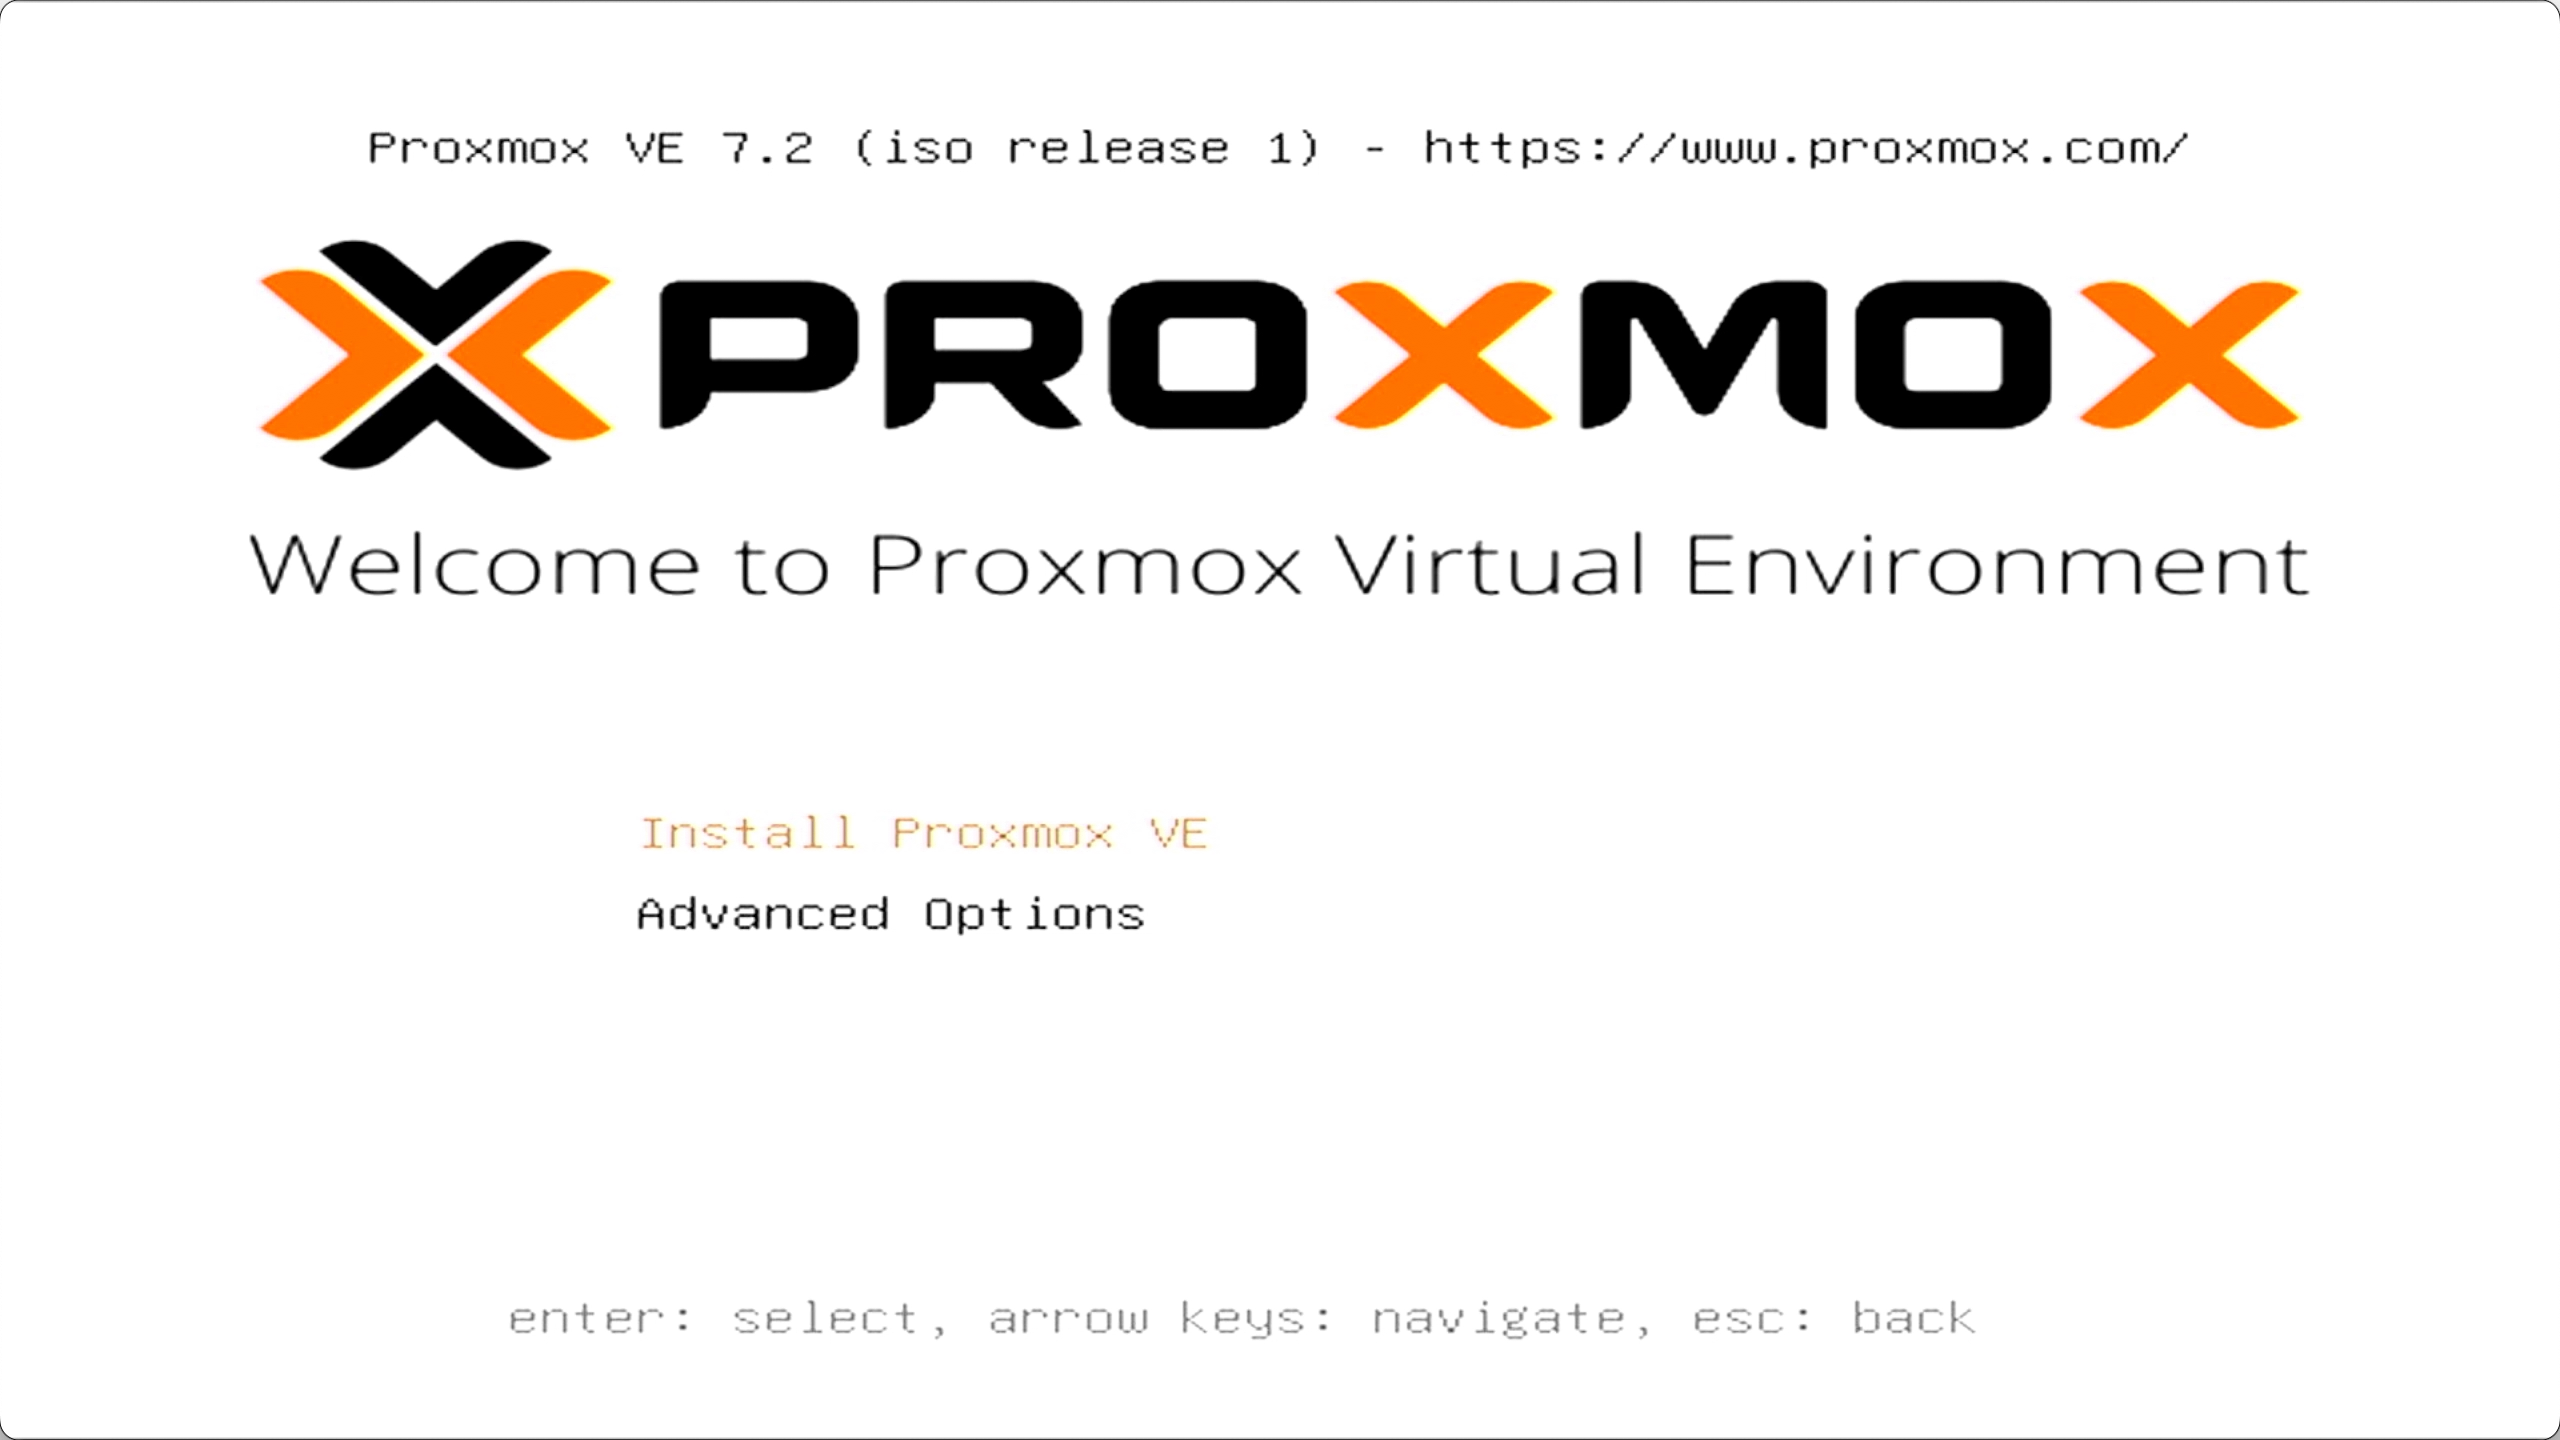 Proxmox VE 7.2 (iso release 1) - https://www.proxmox.com/
PROXMOX
Welcome to Proxmox Virtual Environment
Install Proxmox VE
Advanced Options
enter: select, arrow keys: navigate, esc: back